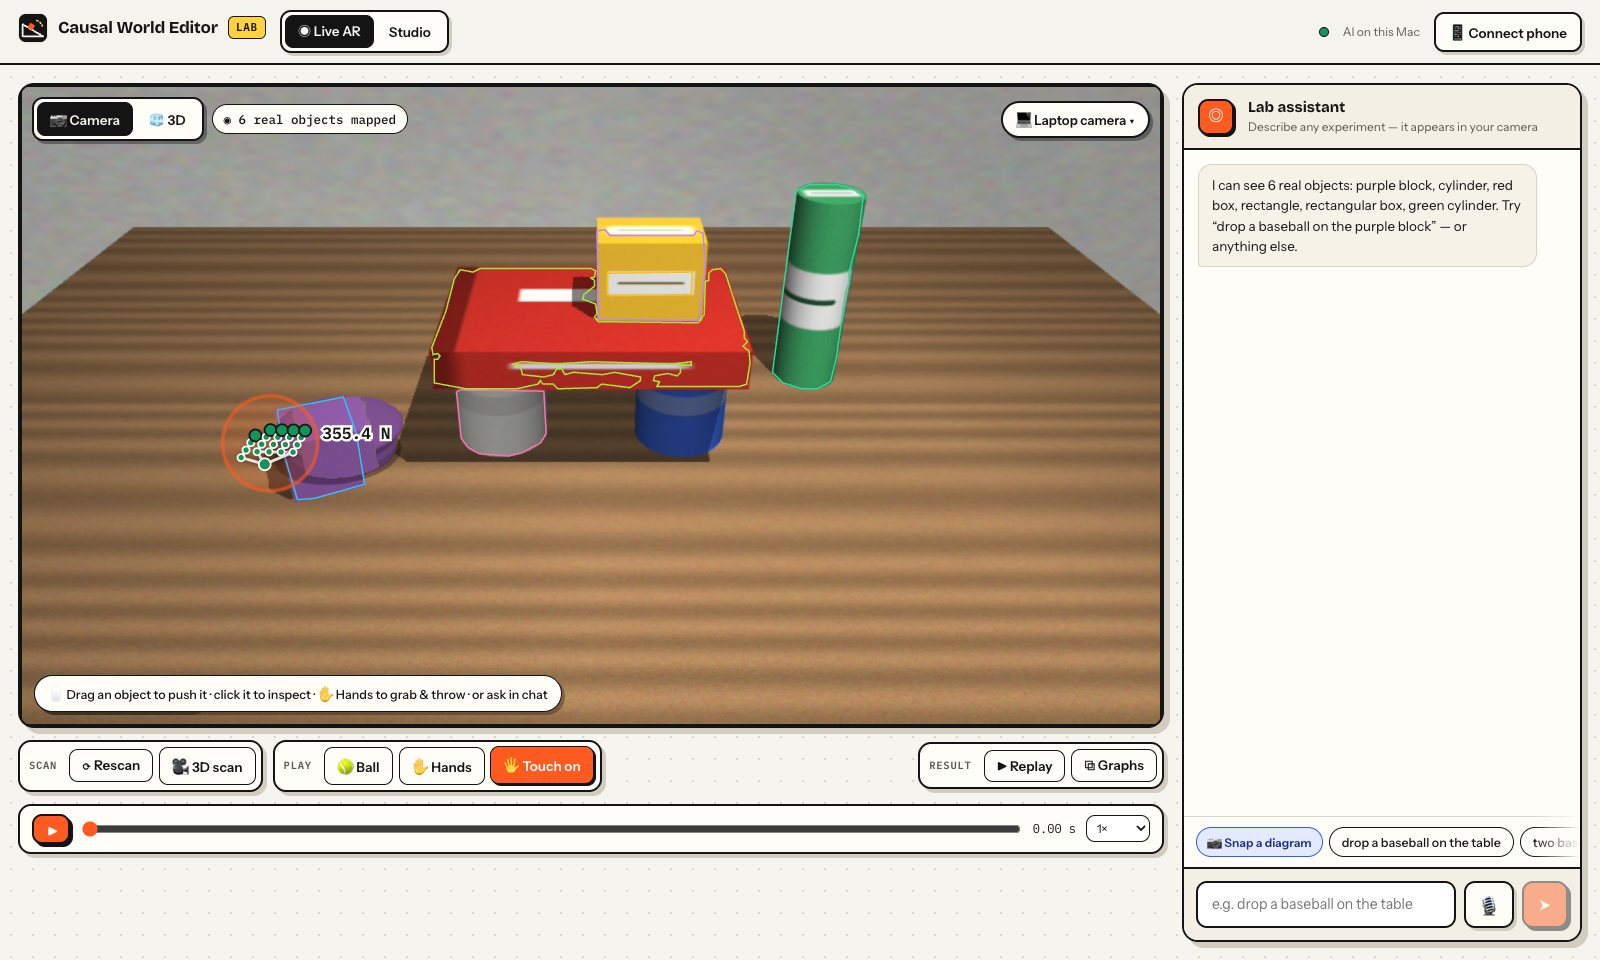 Causal World Editor LAB
Live AR
Studio
AI on this Mac
Connect phone
Camera
3D
6 real objects mapped
Laptop camera
355.4 N
Drag an object to push it · click it to inspect · Hands to grab & throw · or ask in chat
SCAN
Rescan
3D scan
PLAY
Ball
Hands
Touch on
RESULT
Replay
Graphs
0.00 s
1×
Lab assistant
Describe any experiment — it appears in your camera
I can see 6 real objects: purple block, cylinder, red
box, rectangle, rectangular box, green cylinder. Try
“drop a baseball on the purple block” — or
anything else.
Snap a diagram
drop a baseball on the table
two bas
e.g. drop a baseball on the table